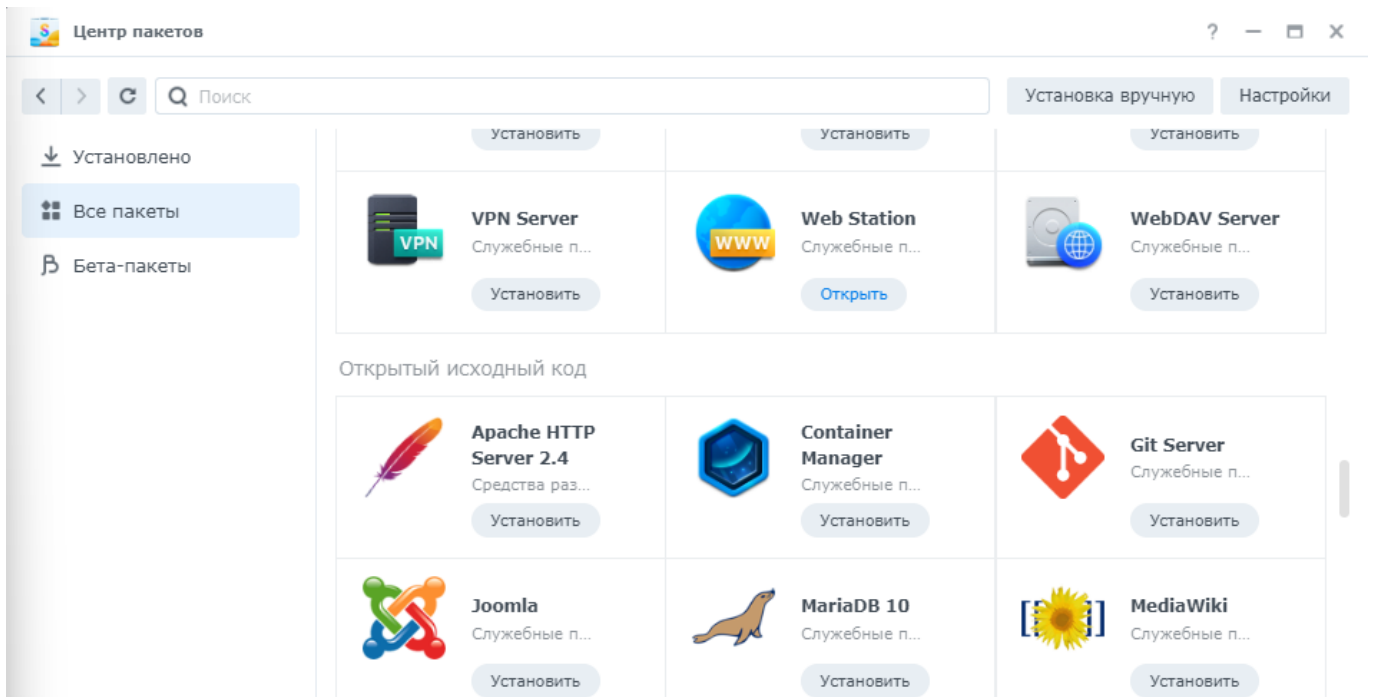 Центр пакетов
?
Поиск
Установка вручную
Настройки
Установлено
Все пакеты
Бета-пакеты
Установить
Установить
Установить
VPN
VPN Server
Служебные п...
Установить
WWW
Web Station
Служебные п...
Открыть
WebDAV Server
Служебные п...
Установить
Открытый исходный код
Apache HTTP
Server 2.4
Средства раз...
Установить
Container
Manager
Служебные п...
Установить
Git Server
Служебные п...
Установить
Joomla
Служебные п...
Установить
MariaDB 10
Служебные п...
Установить
MediaWiki
Служебные п...
Установить